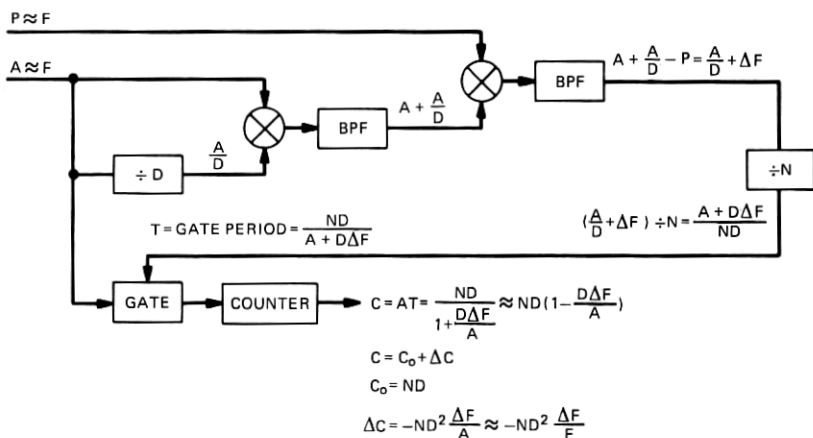 P ≈ F
A ≈ F
A + A/D − P = A/D + ΔF
BPF
A + A/D
BPF
A/D
÷ D
÷N
T = GATE PERIOD = ND/(A + DΔF)
(A/D + ΔF) ÷N = (A + DΔF)/ND
GATE
COUNTER
C = AT = ND/(1 + DΔF/A) ≈ ND (1 − DΔF/A)
C = C₀ + ΔC
C₀ = ND
ΔC = −ND² ΔF/A ≈ −ND² ΔF/F